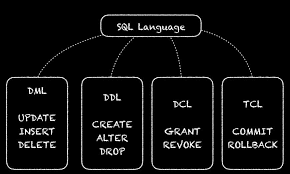 SQL Language
DML
UPDATE
INSERT
DELETE
DDL
CREATE
ALTER
DROP
DCL
GRANT
REVOKE
TCL
COMMIT
ROLLBACK